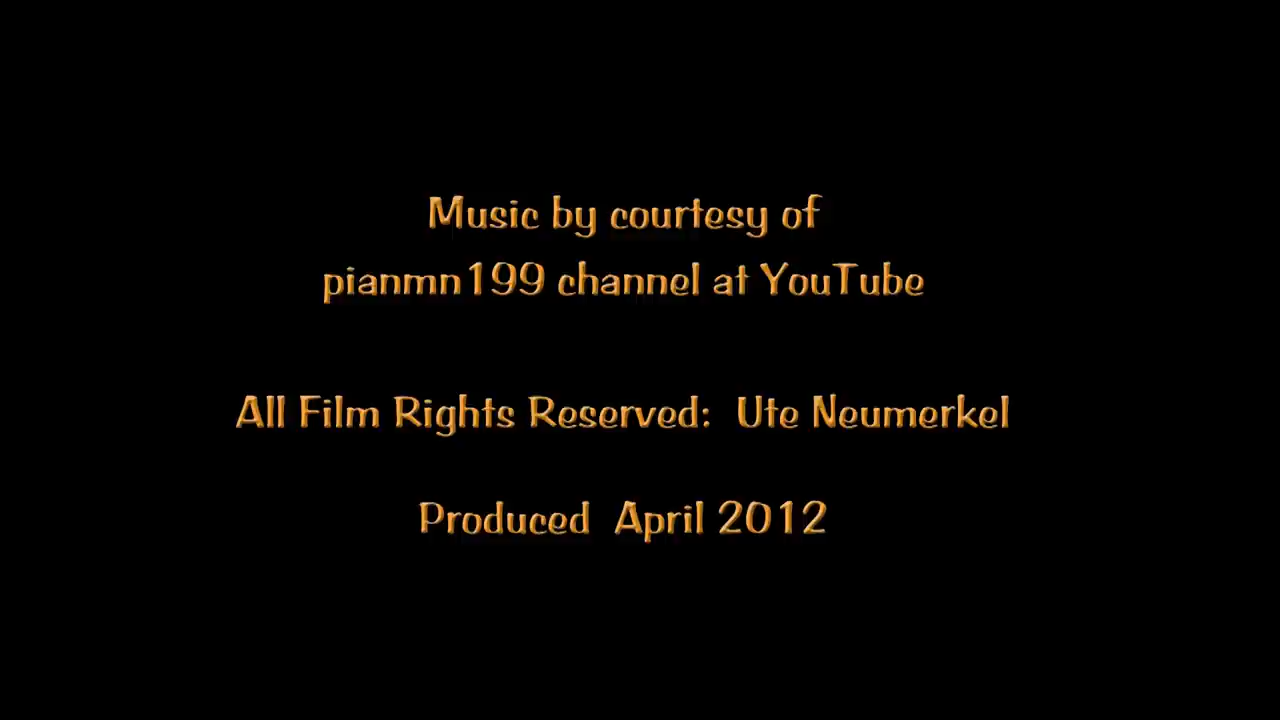 Music by courtesy of
pianmn199 channel at YouTube
All Film Rights Reserved:  Ute Neumerkel
Produced  April 2012